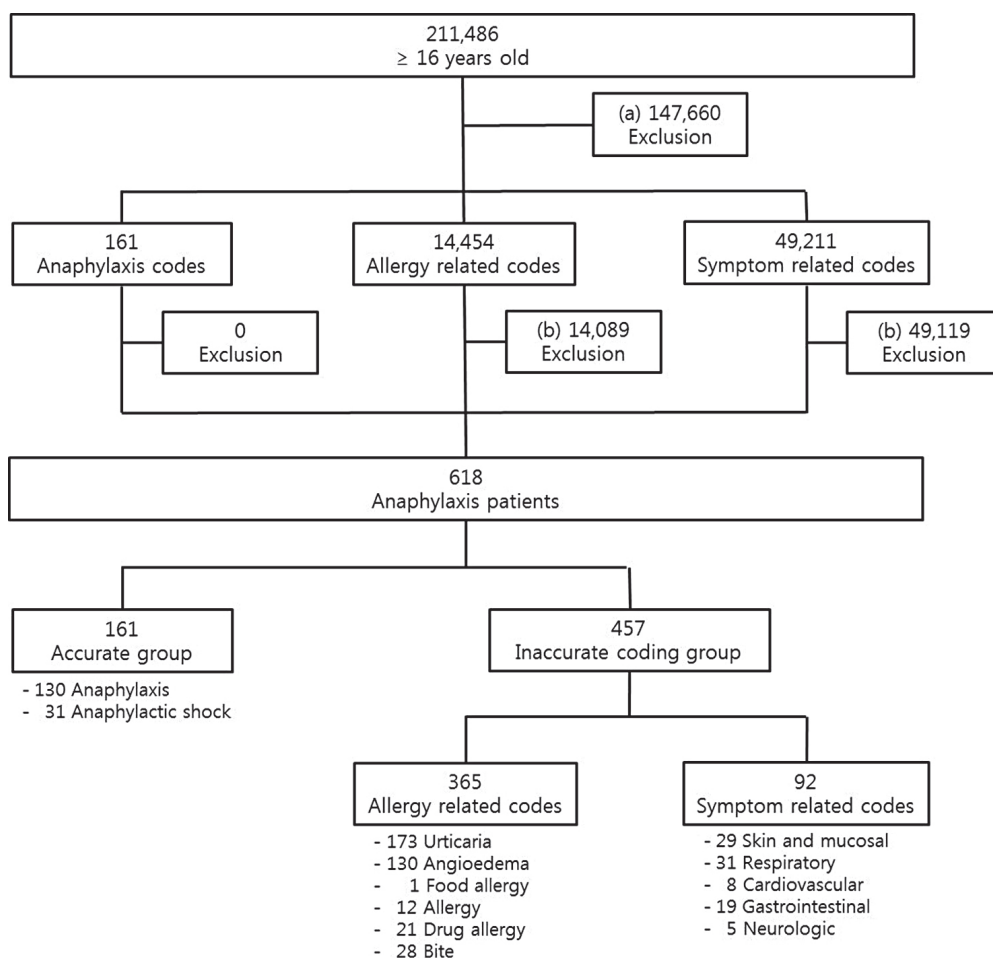 211,486
≥ 16 years old
(a) 147,660
Exclusion
161
Anaphylaxis codes
14,454
Allergy related codes
49,211
Symptom related codes
0
Exclusion
(b) 14,089
Exclusion
(b) 49,119
Exclusion
618
Anaphylaxis patients
161
Accurate group
- 130 Anaphylaxis
- 31 Anaphylactic shock
457
Inaccurate coding group
365
Allergy related codes
- 173 Urticaria
- 130 Angioedema
- 1 Food allergy
- 12 Allergy
- 21 Drug allergy
- 28 Bite
92
Symptom related codes
- 29 Skin and mucosal
- 31 Respiratory
- 8 Cardiovascular
- 19 Gastrointestinal
- 5 Neurologic